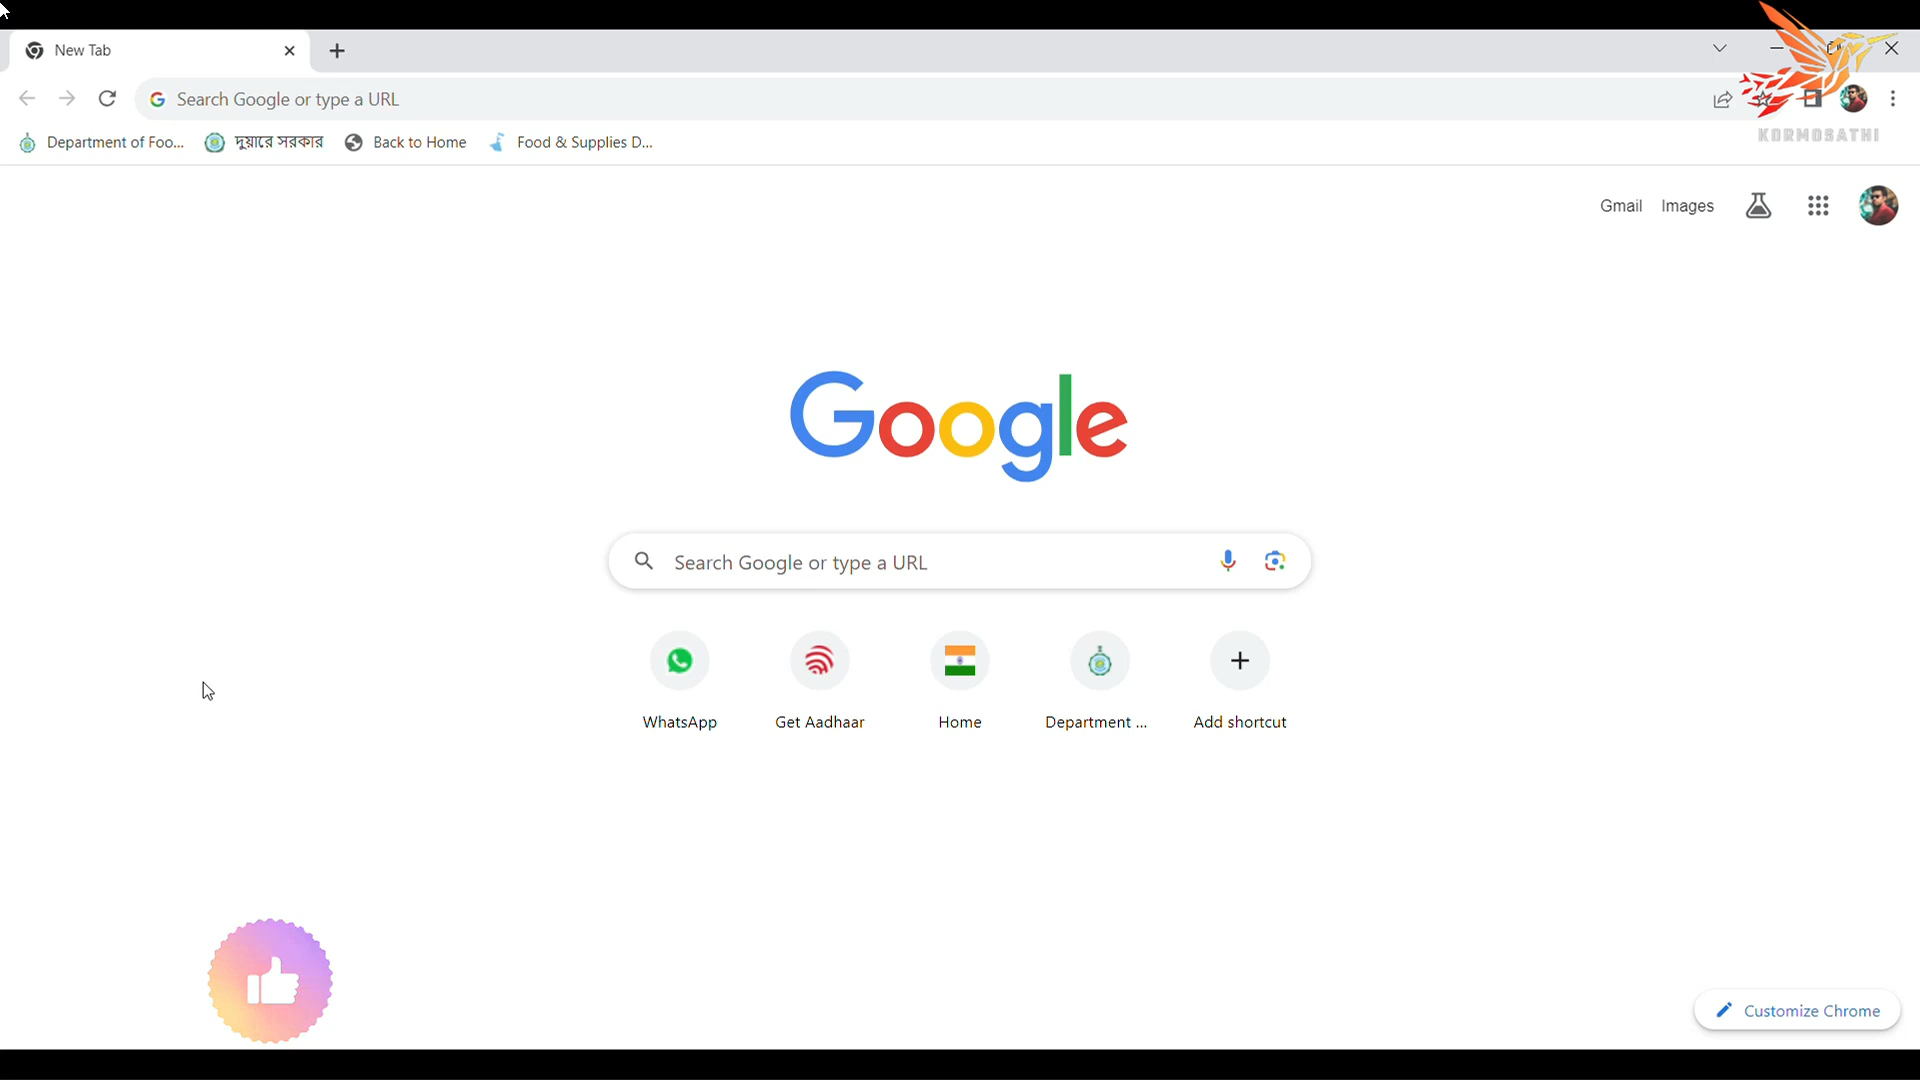 New Tab
Search Google or type a URL
Department of Foo...
দুয়ারে সরকার
Back to Home
Food & Supplies D...
KORMOSATHI
Gmail
Images
Google
Search Google or type a URL
WhatsApp
Get Aadhaar
Home
Department ...
Add shortcut
Customize Chrome